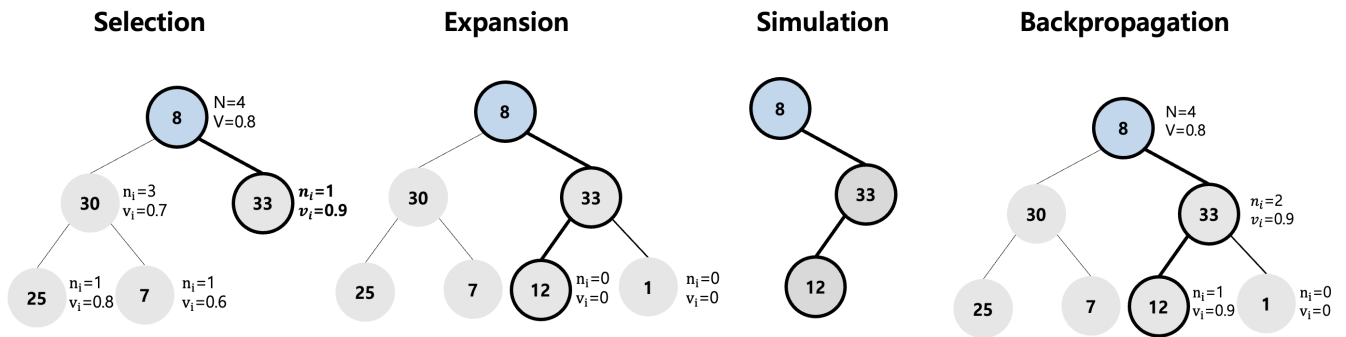 Selection
8
N=4
V=0.8
30
nᵢ=3
vᵢ=0.7
33
nᵢ=1
vᵢ=0.9
25
nᵢ=1
vᵢ=0.8
7
nᵢ=1
vᵢ=0.6
Expansion
8
30
33
25
7
12
nᵢ=0
vᵢ=0
1
nᵢ=0
vᵢ=0
Simulation
8
33
12
Backpropagation
8
N=4
V=0.8
30
33
nᵢ=2
vᵢ=0.9
25
7
12
nᵢ=1
vᵢ=0.9
1
nᵢ=0
vᵢ=0